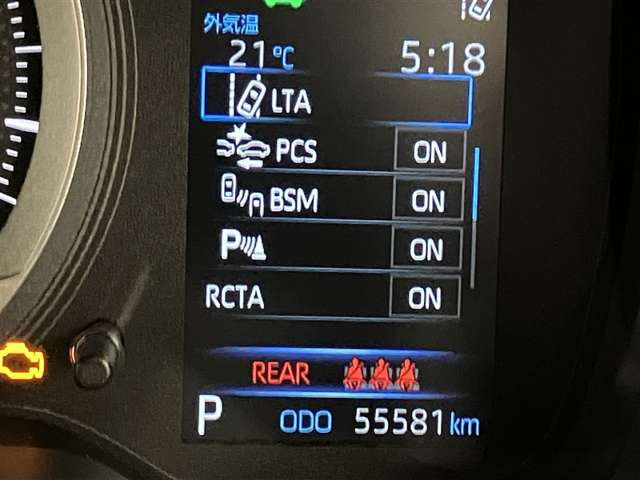 外気温
21℃ 5:18
LTA
PCS ON
BSM ON
P ON
RCTA ON
REAR
P ODO 55581km